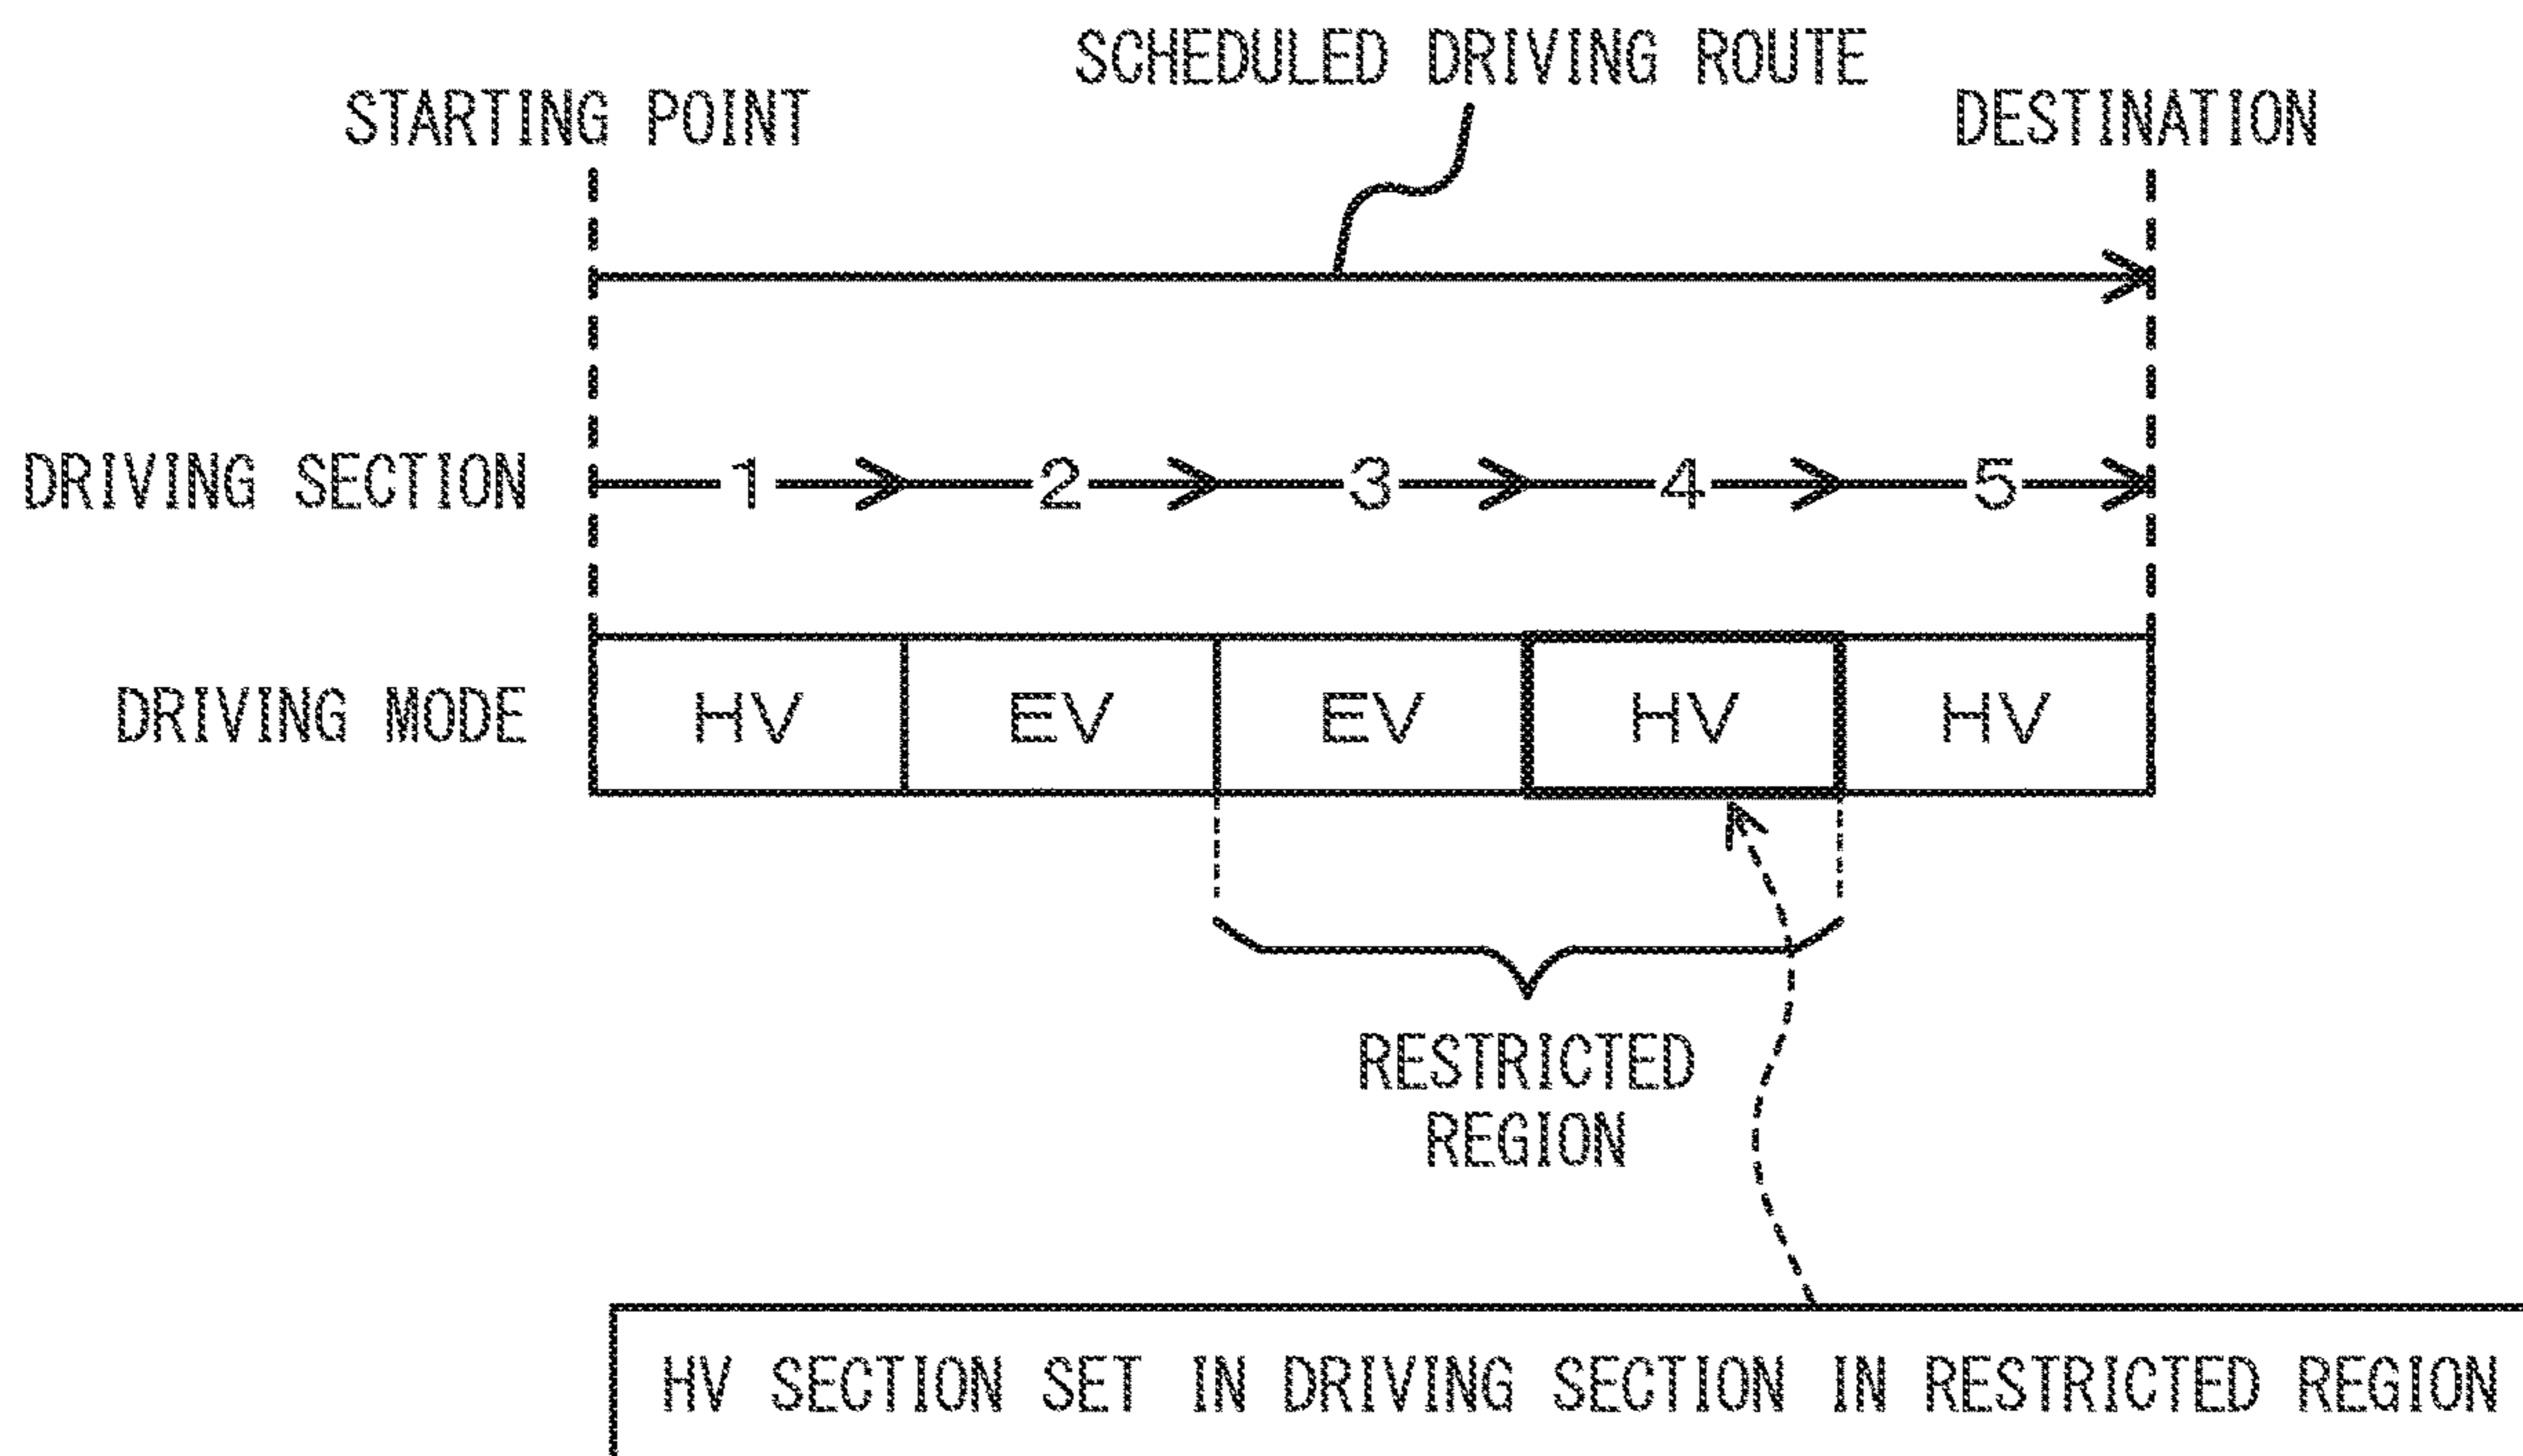 SCHEDULED DRIVING ROUTE
STARTING POINT
DESTINATION
DRIVING SECTION 1 2 3 4 5
DRIVING MODE HV EV EV HV HV
RESTRICTED
REGION
HV SECTION SET IN DRIVING SECTION IN RESTRICTED REGION